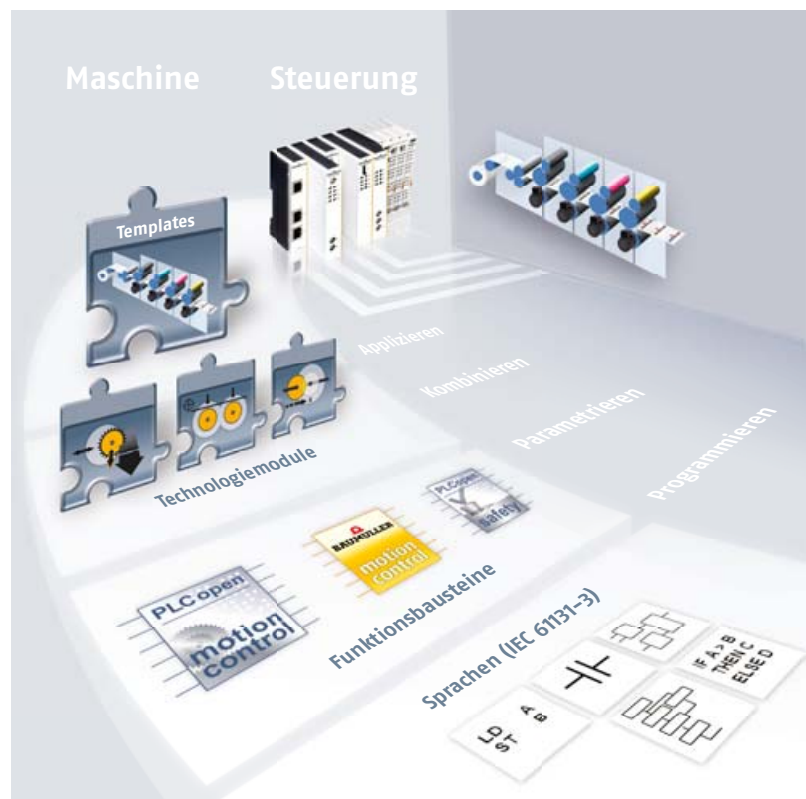 Maschine
Steuerung
Templates
Applizieren
Kombinieren
Parametrieren
Programmieren
Technologiemodule
PLCopen
safety
BAUMÜLLER
motion
control
PLCopen
motion
control
Funktionsbausteine
Sprachen (IEC 61131-3)
IF A > B
THEN C
ELSE D
LD A
ST B